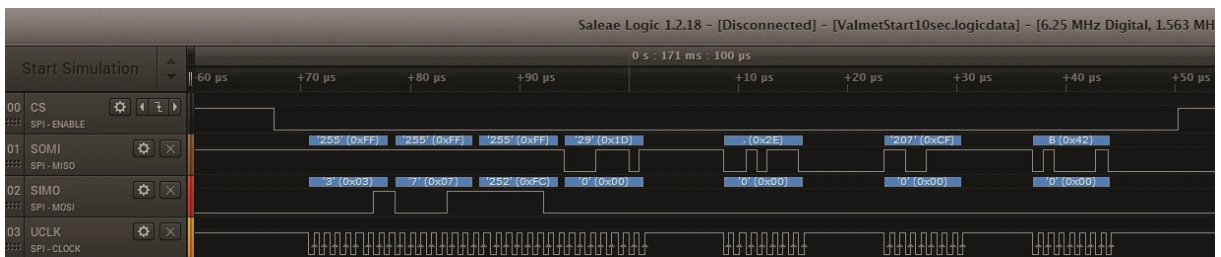 Saleae Logic 1.2.18 - [Disconnected] - [ValmetStart10sec.logicdata] - [6.25 MHz Digital, 1.563 MH
0 s : 171 ms : 100 µs
Start Simulation
-60 µs +70 µs +80 µs +90 µs +10 µs +20 µs +30 µs +40 µs +50 µs
00 CS
SPI - ENABLE
'255' (0xFF) '255' (0xFF) '255' (0xFF) '29' (0x1D) . (0x2E) '207' (0xCF) B (0x42)
01 SOMI
SPI - MISO
'3' (0x03) '7' (0x07) '252' (0xFC) '0' (0x00) '0' (0x00) '0' (0x00) '0' (0x00)
02 SIMO
SPI - MOSI
03 UCLK
SPI - CLOCK